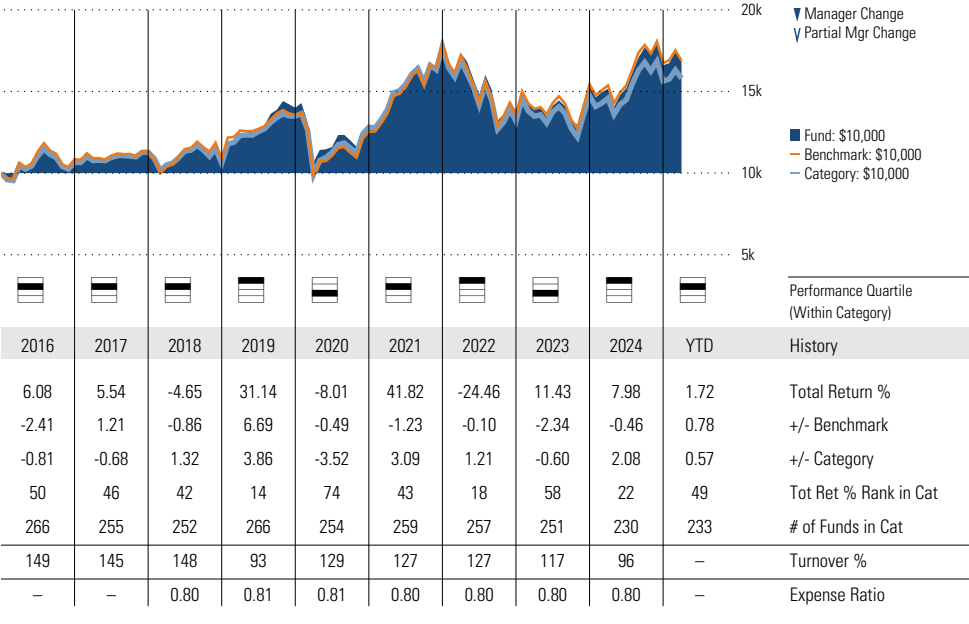 20k
15k
10k
5k
Manager Change
Partial Mgr Change
Fund: $10,000
Benchmark: $10,000
Category: $10,000
Performance Quartile
(Within Category)
2016 2017 2018 2019 2020 2021 2022 2023 2024 YTD History
6.08 5.54 -4.65 31.14 -8.01 41.82 -24.46 11.43 7.98 1.72 Total Return %
-2.41 1.21 -0.86 6.69 -0.49 -1.23 -0.10 -2.34 -0.46 0.78 +/- Benchmark
-0.81 -0.68 1.32 3.86 -3.52 3.09 1.21 -0.60 2.08 0.57 +/- Category
50 46 42 14 74 43 18 58 22 49 Tot Ret % Rank in Cat
266 255 252 266 254 259 257 251 230 233 # of Funds in Cat
149 145 148 93 129 127 127 117 96 – Turnover %
– – 0.80 0.81 0.81 0.80 0.80 0.80 0.80 – Expense Ratio